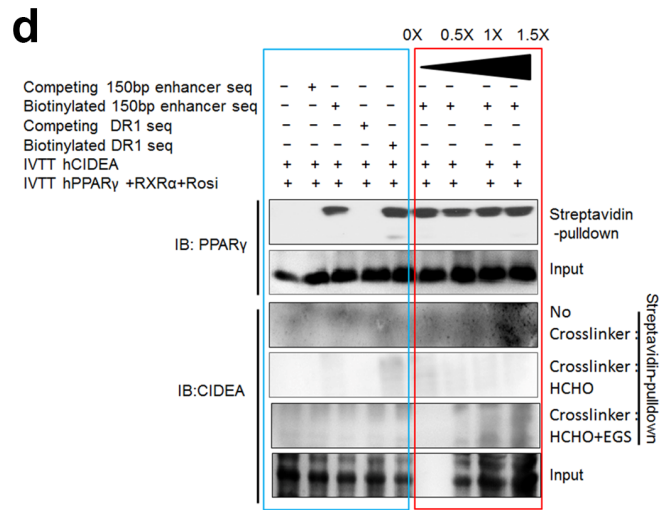 d
0X 0.5X 1X 1.5X
Competing 150bp enhancer seq − + − − − − − − −
Biotinylated 150bp enhancer seq − − + − − + + + +
Competing DR1 seq − − − + − − − − −
Biotinylated DR1 seq − − − − + − − − −
IVTT hCIDEA + + + + + + + + +
IVTT hPPARγ +RXRα+Rosi + + + + + + + + +
IB: PPARγ
Streptavidin
-pulldown
Input
IB:CIDEA
No
Crosslinker :
Crosslinker :
HCHO
Crosslinker :
HCHO+EGS
Input
Streptavidin-pulldown